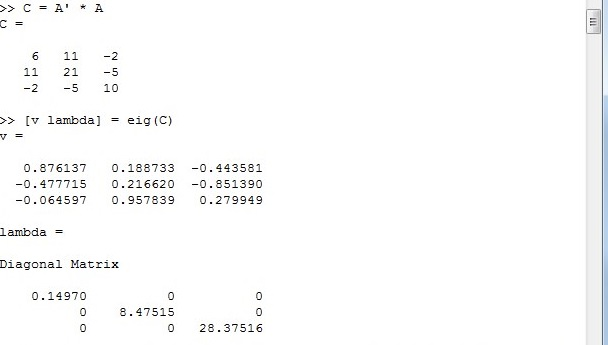 >> C = A' * A
C =
6 11 -2
11 21 -5
-2 -5 10
>> [v lambda] = eig(C)
v =
0.876137 0.188733 -0.443581
-0.477715 0.216620 -0.851390
-0.064597 0.957839 0.279949
lambda =
Diagonal Matrix
0.14970 0 0
0 8.47515 0
0 0 28.37516